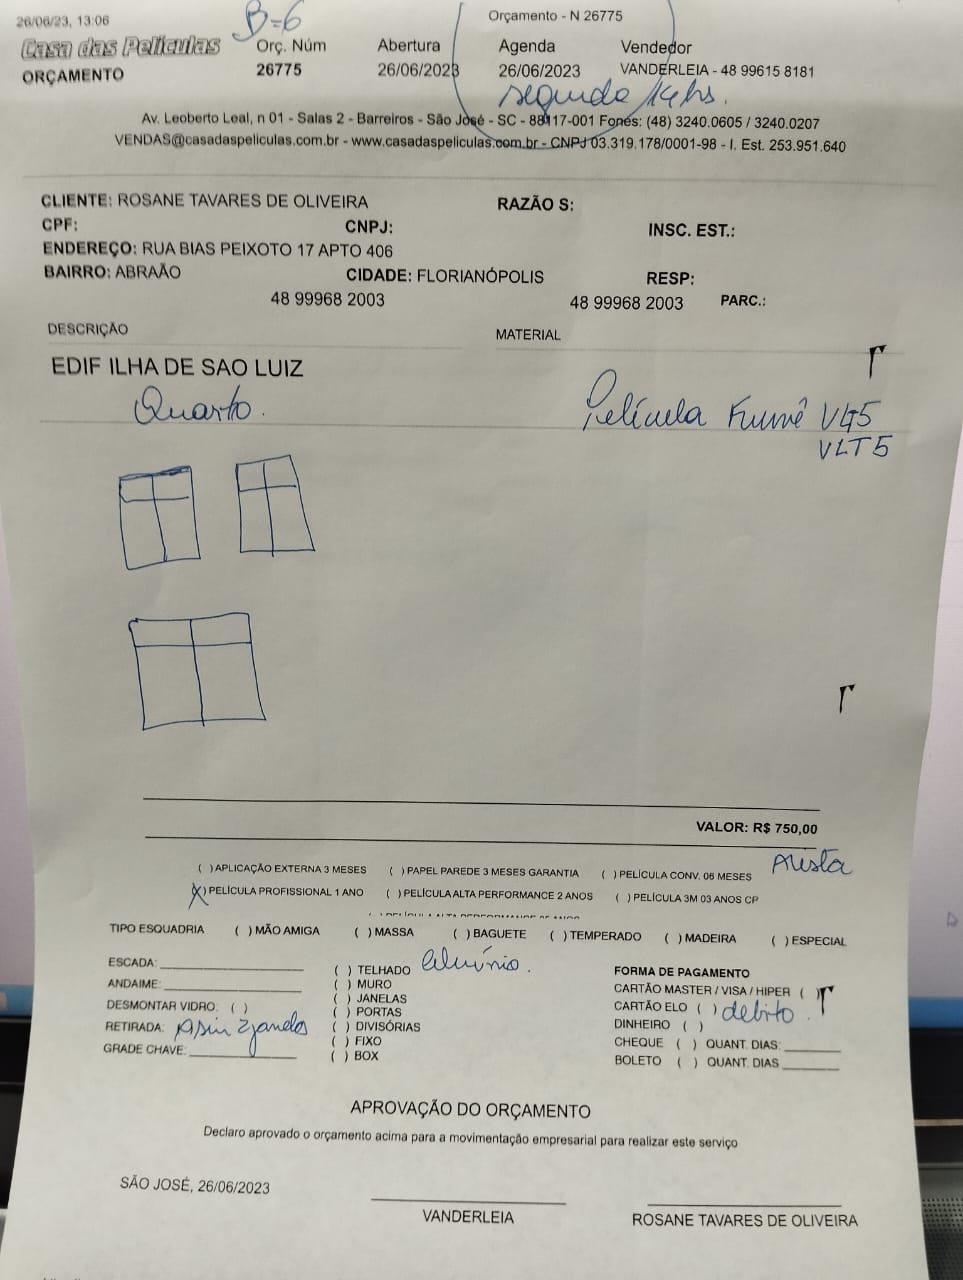 26/06/23, 13:06
B=6
Orçamento - N 26775
Casa das Películas
Orç. Núm Abertura Agenda Vendedor
ORÇAMENTO
26775 26/06/2023 26/06/2023 VANDERLEIA - 48 99615 8181
segunda 14hs.
Av. Leoberto Leal, n 01 - Salas 2 - Barreiros - São José - SC - 88117-001 Fones: (48) 3240.0605 / 3240.0207
VENDAS@casadaspeliculas.com.br - www.casadaspeliculas.com.br - CNPJ 03.319.178/0001-98 - I. Est. 253.951.640
CLIENTE: ROSANE TAVARES DE OLIVEIRA RAZÃO S:
CPF: CNPJ: INSC. EST.:
ENDEREÇO: RUA BIAS PEIXOTO 17 APTO 406
BAIRRO: ABRAÃO CIDADE: FLORIANÓPOLIS RESP:
48 99968 2003 48 99968 2003 PARC.:
DESCRIÇÃO MATERIAL
EDIF ILHA DE SAO LUIZ
Quarto. Película Fumê VG5
VLT5
VALOR: R$ 750,00
( ) APLICAÇÃO EXTERNA 3 MESES ( ) PAPEL PAREDE 3 MESES GARANTIA ( ) PELÍCULA CONV. 06 MESES
(X) PELÍCULA PROFISSIONAL 1 ANO ( ) PELÍCULA ALTA PERFORMANCE 2 ANOS ( ) PELÍCULA 3M 03 ANOS CP
TIPO ESQUADRIA ( ) MÃO AMIGA ( ) MASSA ( ) BAGUETE ( ) TEMPERADO ( ) MADEIRA ( ) ESPECIAL
alumínio.
ESCADA:
ANDAIME:
DESMONTAR VIDRO: ( )
RETIRADA: Asin 2 janelas
GRADE CHAVE:
( ) TELHADO
( ) MURO
( ) JANELAS
( ) PORTAS
( ) DIVISÓRIAS
( ) FIXO
( ) BOX
FORMA DE PAGAMENTO
CARTÃO MASTER / VISA / HIPER ( )
CARTÃO ELO ( ) débito.
DINHEIRO ( )
CHEQUE ( ) QUANT. DIAS:
BOLETO ( ) QUANT. DIAS
APROVAÇÃO DO ORÇAMENTO
Declaro aprovado o orçamento acima para a movimentação empresarial para realizar este serviço
SÃO JOSÉ, 26/06/2023
VANDERLEIA
ROSANE TAVARES DE OLIVEIRA